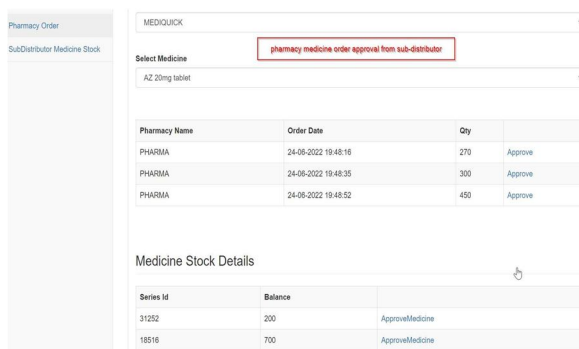 Pharmacy Order
MEDIQUICK
SubDistributor Medicine Stock
pharmacy medicine order approval from sub-distributor
Select Medicine
AZ 20mg tablet
Pharmacy Name Order Date Qty
PHARMA 24-06-2022 19:48:16 270 Approve
PHARMA 24-06-2022 19:48:35 300 Approve
PHARMA 24-06-2022 19:48:52 450 Approve
Medicine Stock Details
Series Id Balance
31252 200 ApproveMedicine
18516 700 ApproveMedicine